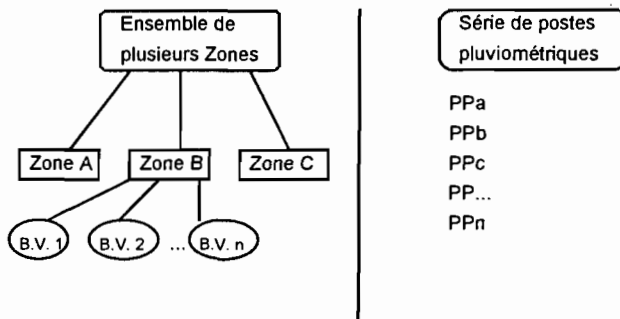 Ensemble de
plusieurs Zones
Zone A
Zone B
Zone C
B.V. 1
B.V. 2
...
B.V. n
Série de postes
pluviométriques
PPa
PPb
PPc
PP...
PPn